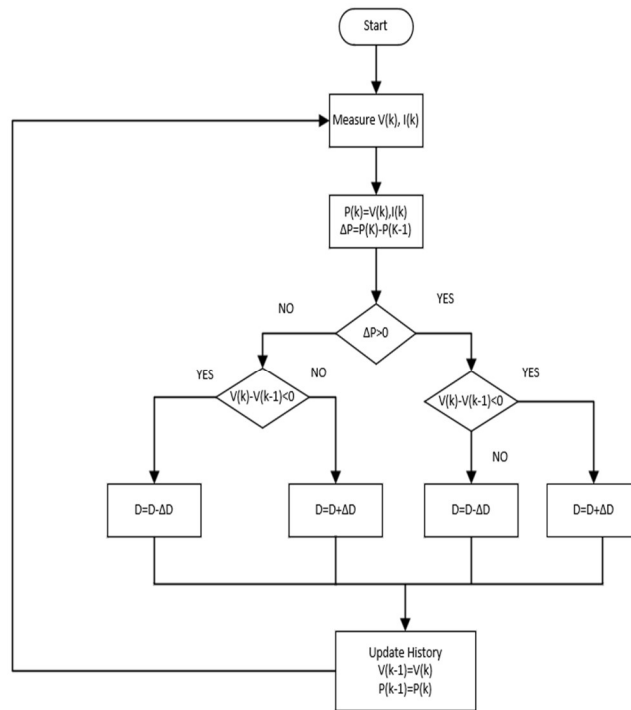 Start
Measure V(k), I(k)
P(k)=V(k),I(k)
ΔP=P(K)-P(K-1)
NO
YES
ΔP>0
YES
NO
YES
V(k)-V(k-1)<0
V(k)-V(k-1)<0
NO
D=D-ΔD
D=D+ΔD
D=D-ΔD
D=D+ΔD
Update History
V(k-1)=V(k)
P(k-1)=P(k)